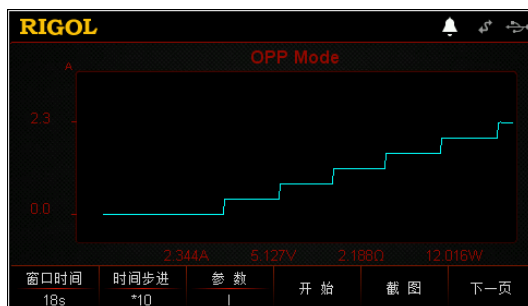 RIGOL
OPP Mode
A
2.3
0.0
2.344A 5.127V 2.188Ω 12.016W
窗口时间 时间步进 参 数 开 始 截 图 下一页
18s *10 I